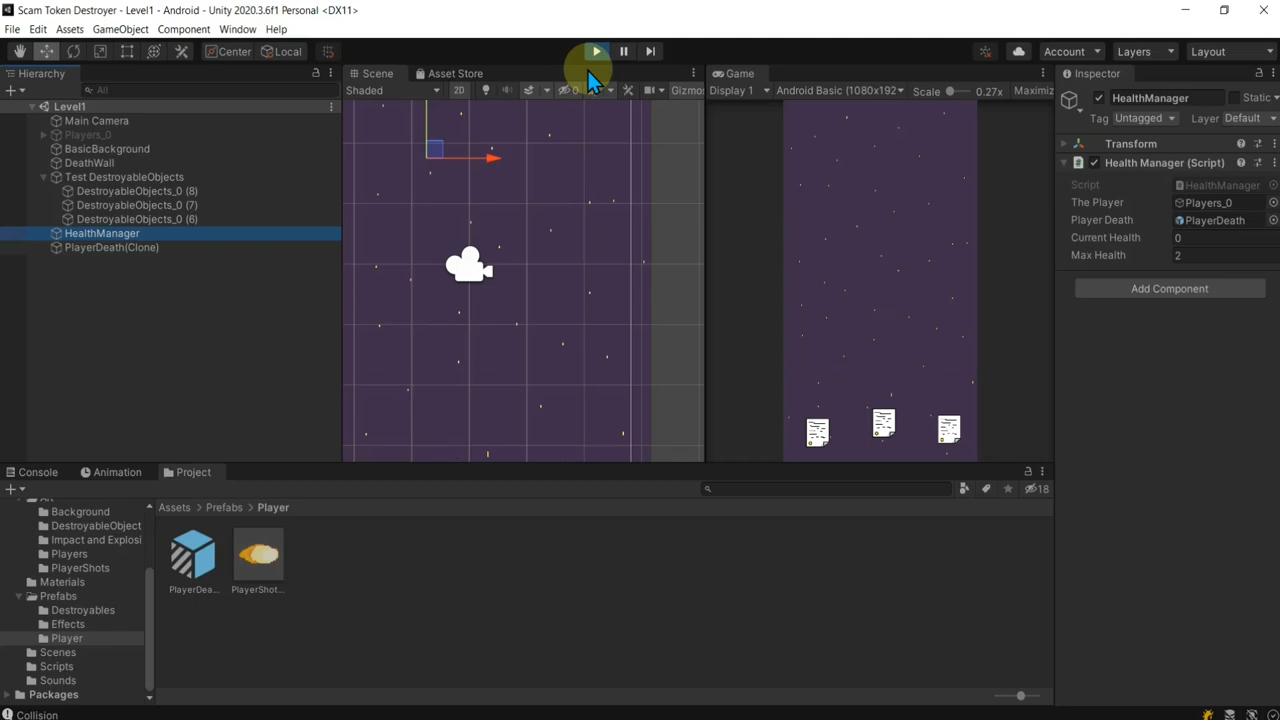 Scam Token Destroyer - Level1 - Android - Unity 2020.3.6f1 Personal <DX11>
File Edit Assets GameObject Component Window Help
Center Local Account Layers Layout
Hierarchy Scene Asset Store Game Inspector
All Shaded 2D 0 Gizmos Display 1 Android Basic (1080x192 Scale 0.27x Maximiz
Level1
Main Camera
Players_0
BasicBackground
DeathWall
Test DestroyableObjects
DestroyableObjects_0 (8)
DestroyableObjects_0 (7)
DestroyableObjects_0 (6)
HealthManager
PlayerDeath(Clone)
HealthManager Static
Tag Untagged Layer Default
Transform
Health Manager (Script)
Script HealthManager
The Player Players_0
Player Death PlayerDeath
Current Health 0
Max Health 2
Add Component
Console Animation Project
18
Assets > Prefabs > Player
Art
Background
DestroyableObject
Impact and Explosi
Players
PlayerShots
Materials
Prefabs
Destroyables
Effects
Player
Scenes
Scripts
Sounds
Packages
PlayerDea... PlayerShot...
Collision